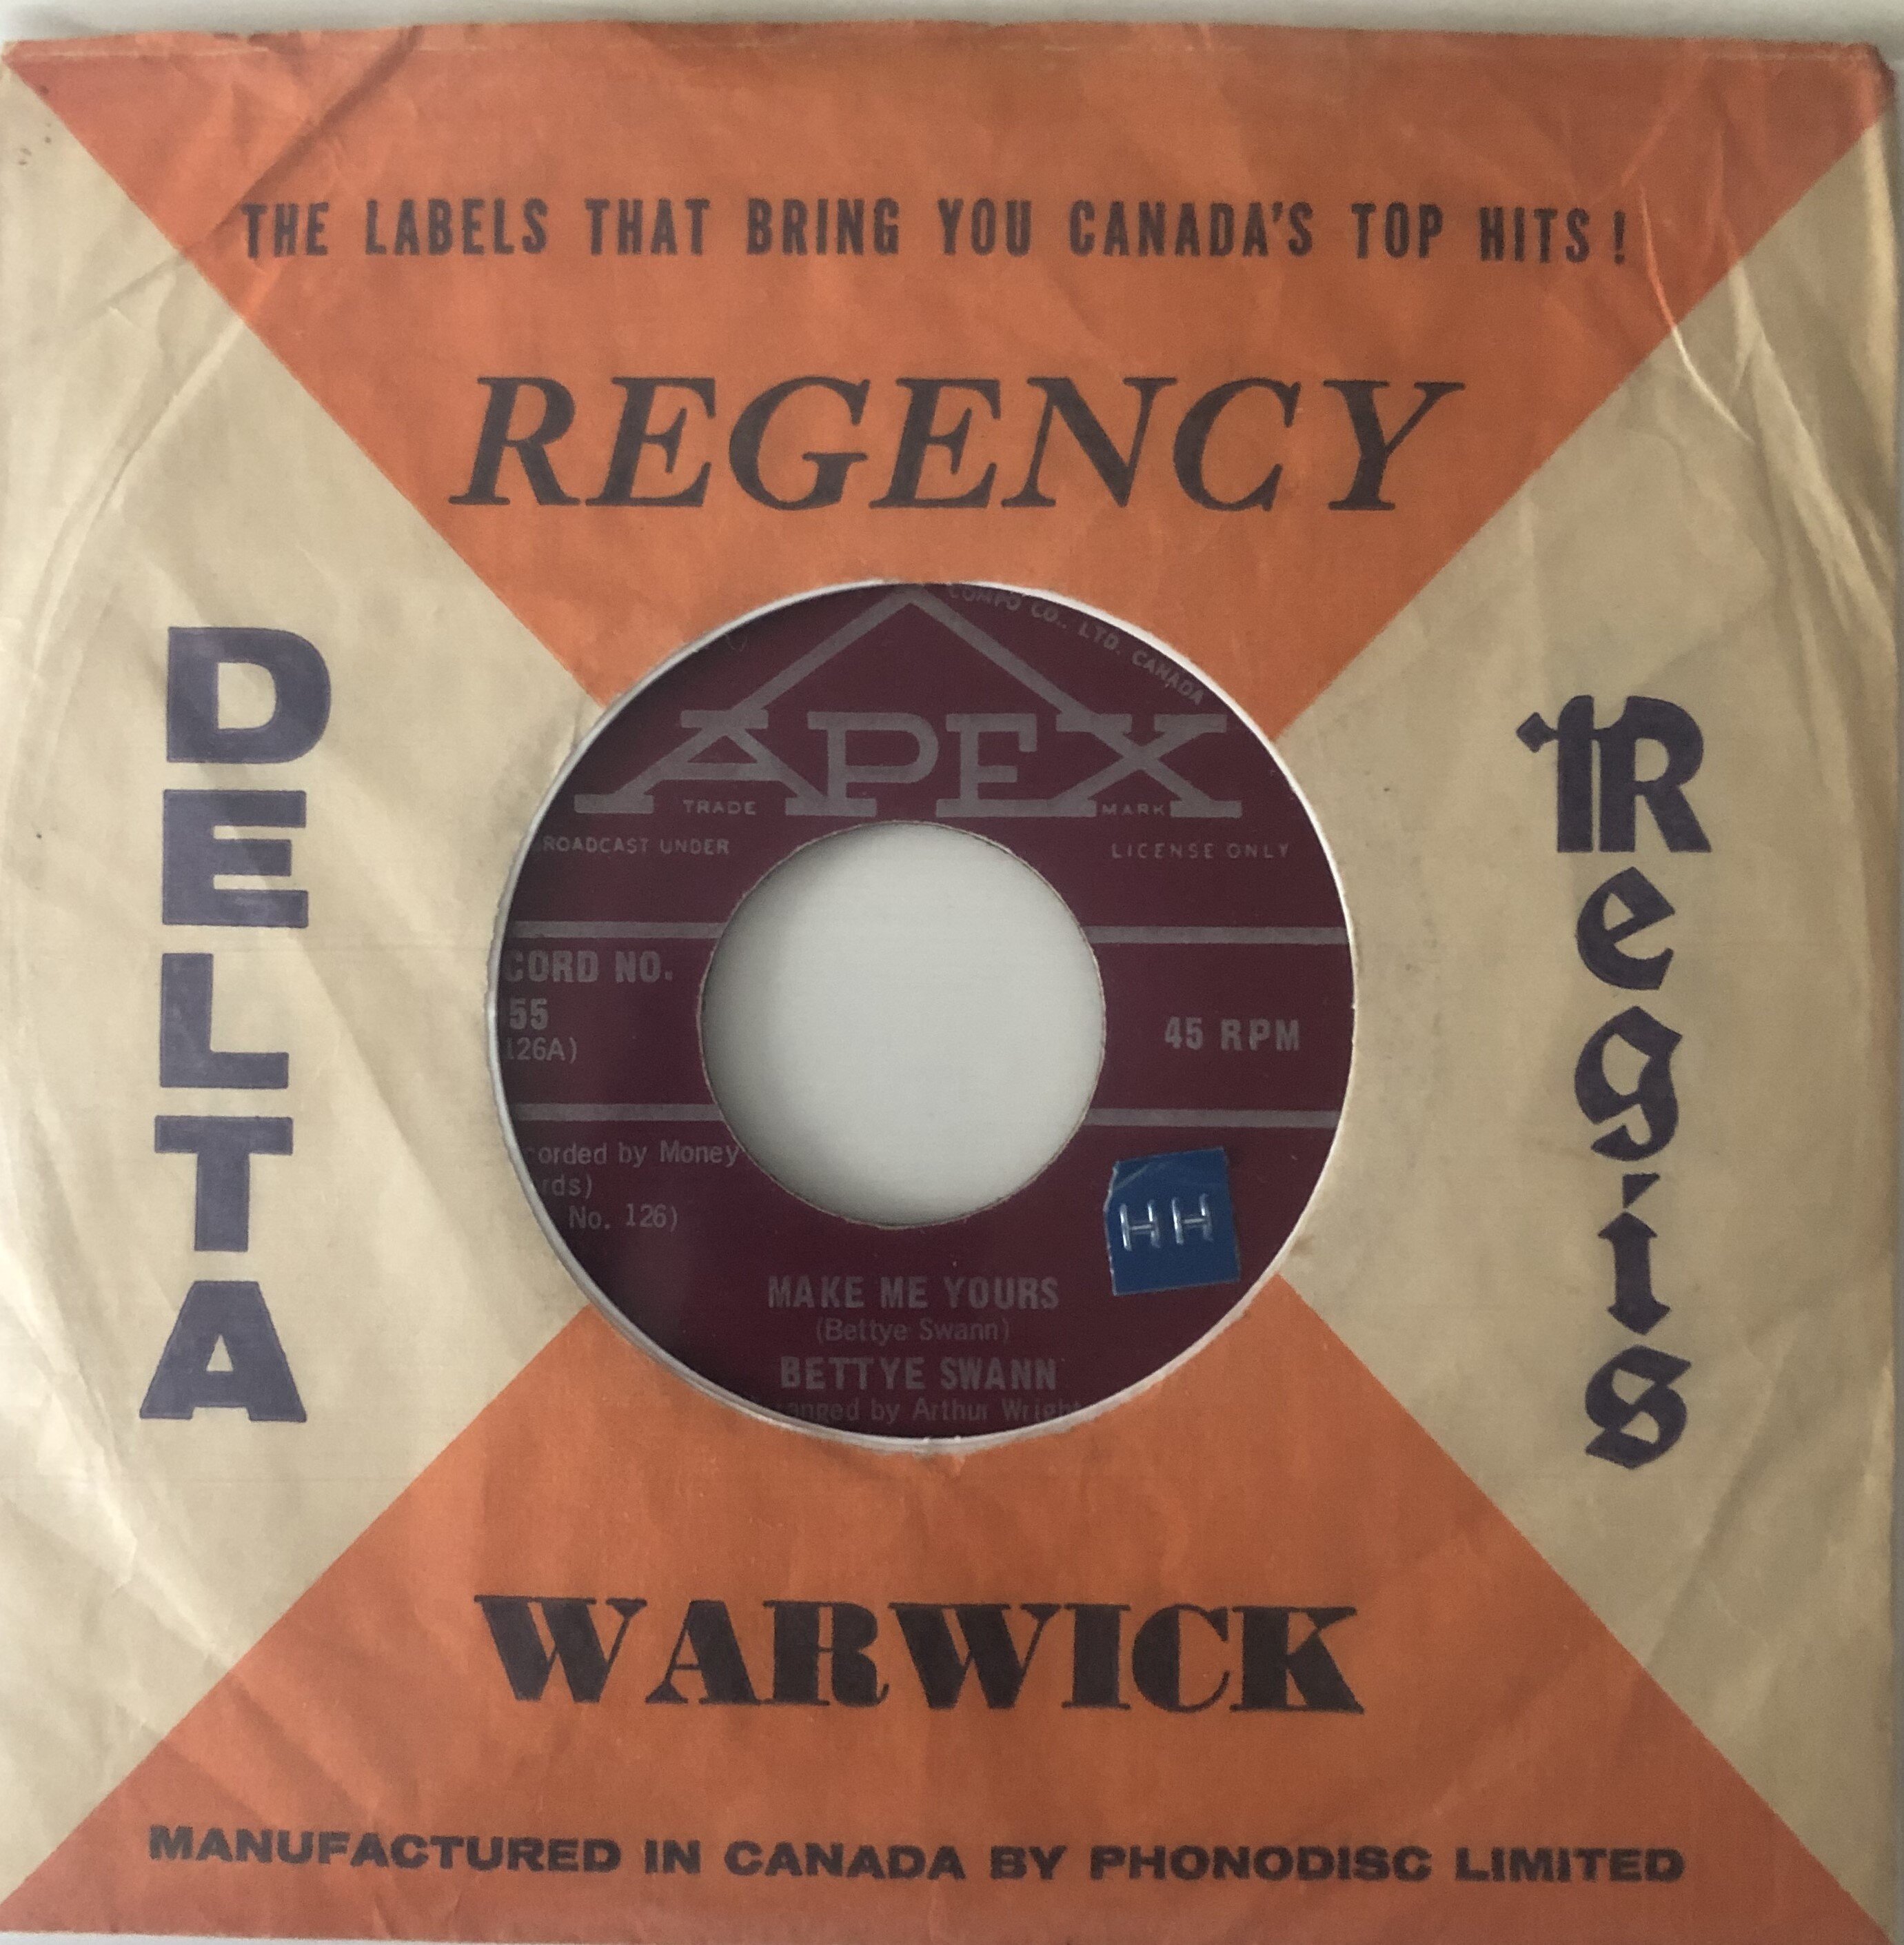 THE LABELS THAT BRING YOU CANADA'S TOP HITS!
REGENCY
DELTA
Regis
COMPO CO., LTD. CANADA
APEX
TRADE MARK
ROADCAST UNDER LICENSE ONLY
CORD NO.
55
126A)
45 RPM
orded by Money
rds)
No. 126)
HH
MAKE ME YOURS
(Bettye Swann)
BETTYE SWANN
anged by Arthur Wright
WARWICK
MANUFACTURED IN CANADA BY PHONODISC LIMITED